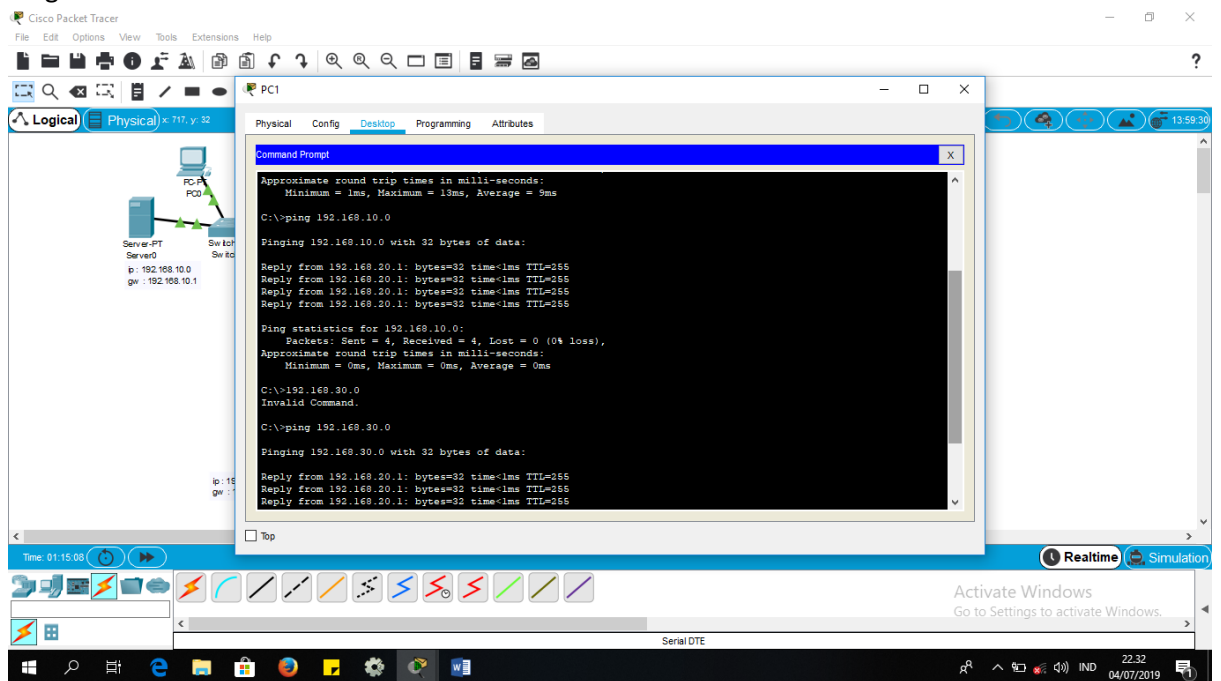 Cisco Packet Tracer
File Edit Options View Tools Extensions Help
?
PC1
Logical Physical x: 717, y: 32
13:59:30
Physical Config Desktop Programming Attributes
Command Prompt X
Approximate round trip times in milli-seconds:
Minimum = 1ms, Maximum = 13ms, Average = 9ms
C:\>ping 192.168.10.0
Pinging 192.168.10.0 with 32 bytes of data:
Reply from 192.168.20.1: bytes=32 time<1ms TTL=255
Reply from 192.168.20.1: bytes=32 time<1ms TTL=255
Reply from 192.168.20.1: bytes=32 time<1ms TTL=255
Reply from 192.168.20.1: bytes=32 time<1ms TTL=255
Ping statistics for 192.168.10.0:
Packets: Sent = 4, Received = 4, Lost = 0 (0% loss),
Approximate round trip times in milli-seconds:
Minimum = 0ms, Maximum = 0ms, Average = 0ms
C:\>192.168.30.0
Invalid Command.
C:\>ping 192.168.30.0
Pinging 192.168.30.0 with 32 bytes of data:
Reply from 192.168.20.1: bytes=32 time<1ms TTL=255
Reply from 192.168.20.1: bytes=32 time<1ms TTL=255
Reply from 192.168.20.1: bytes=32 time<1ms TTL=255
Top
PC-PT
PC0
Server-PT
Server0
Switch
ip : 192.168.10.0
gw : 192.168.10.1
ip :
gw :
Time: 01:15:08
Realtime Simulation
Activate Windows
Go to Settings to activate Windows.
Serial DTE
IND
22.32
04/07/2019